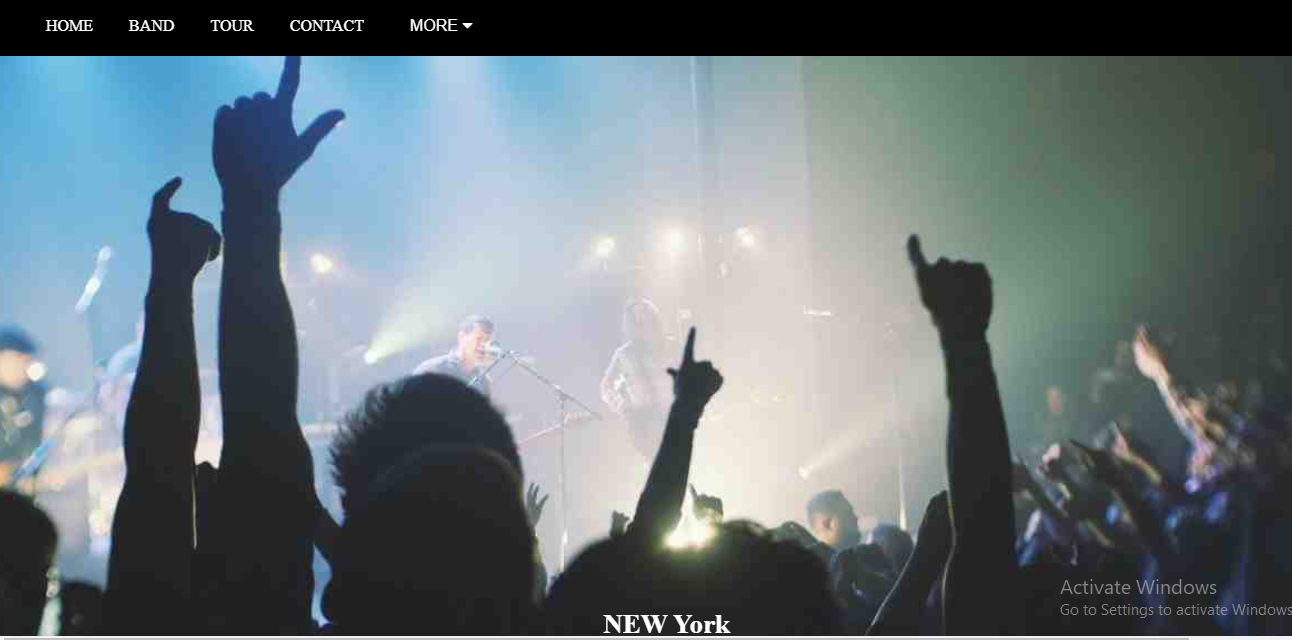 HOME BAND TOUR CONTACT MORE
NEW York
Activate Windows
Go to Settings to activate Windows